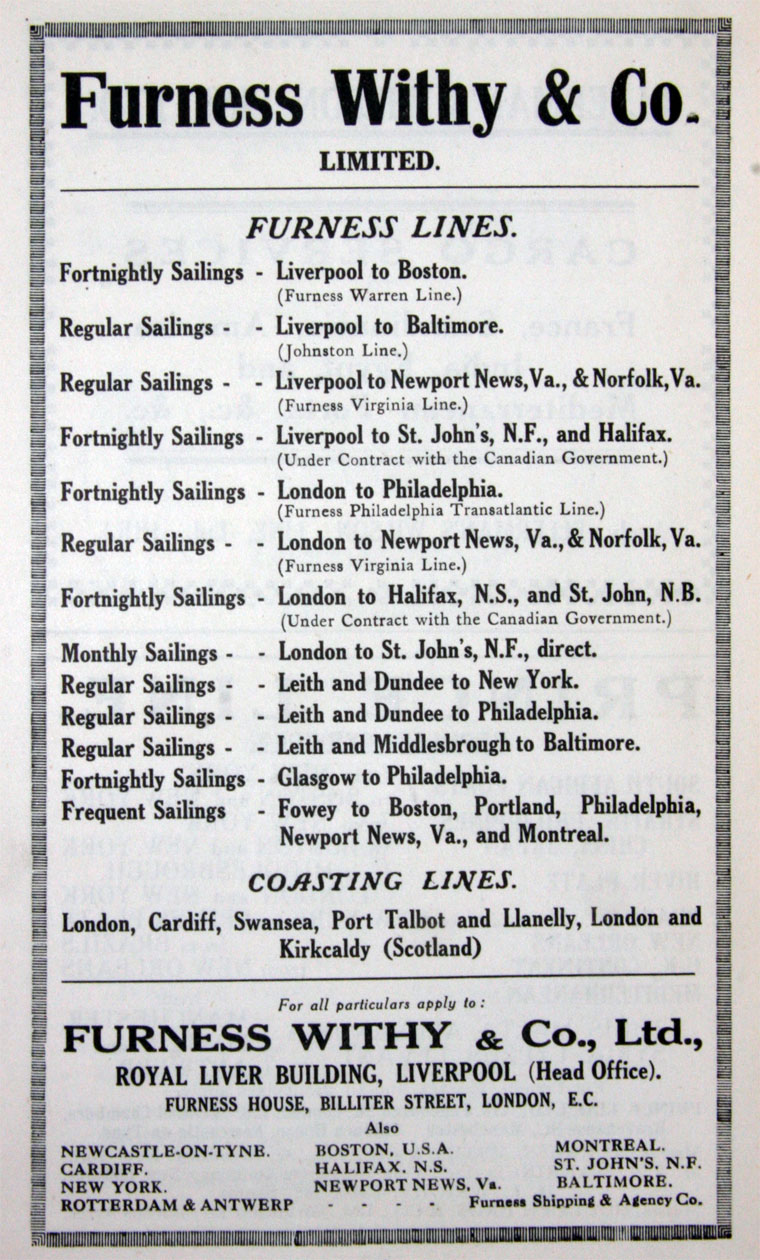 Furness Withy & Co.
LIMITED.
FURNESS LINES.
Fortnightly Sailings - Liverpool to Boston.
(Furness Warren Line.)
Regular Sailings - - Liverpool to Baltimore.
(Johnston Line.)
Regular Sailings - - Liverpool to Newport News, Va., & Norfolk, Va.
(Furness Virginia Line.)
Fortnightly Sailings - Liverpool to St. John's, N.F., and Halifax.
(Under Contract with the Canadian Government.)
Fortnightly Sailings - London to Philadelphia.
(Furness Philadelphia Transatlantic Line.)
Regular Sailings - - London to Newport News, Va., & Norfolk, Va.
(Furness Virginia Line.)
Fortnightly Sailings - London to Halifax, N.S., and St. John, N.B.
(Under Contract with the Canadian Government.)
Monthly Sailings - - London to St. John's, N.F., direct.
Regular Sailings - - Leith and Dundee to New York.
Regular Sailings - - Leith and Dundee to Philadelphia.
Regular Sailings - - Leith and Middlesbrough to Baltimore.
Fortnightly Sailings - Glasgow to Philadelphia.
Frequent Sailings - Fowey to Boston, Portland, Philadelphia,
Newport News, Va., and Montreal.
COASTING LINES.
London, Cardiff, Swansea, Port Talbot and Llanelly, London and
Kirkcaldy (Scotland)
For all particulars apply to:
FURNESS WITHY & Co., Ltd.,
ROYAL LIVER BUILDING, LIVERPOOL (Head Office).
FURNESS HOUSE, BILLITER STREET, LONDON, E.C.
Also
NEWCASTLE-ON-TYNE. BOSTON, U.S.A. MONTREAL.
CARDIFF. HALIFAX, N.S. ST. JOHN'S, N.F.
NEW YORK. NEWPORT NEWS, Va. BALTIMORE.
ROTTERDAM & ANTWERP - - - - Furness Shipping & Agency Co.